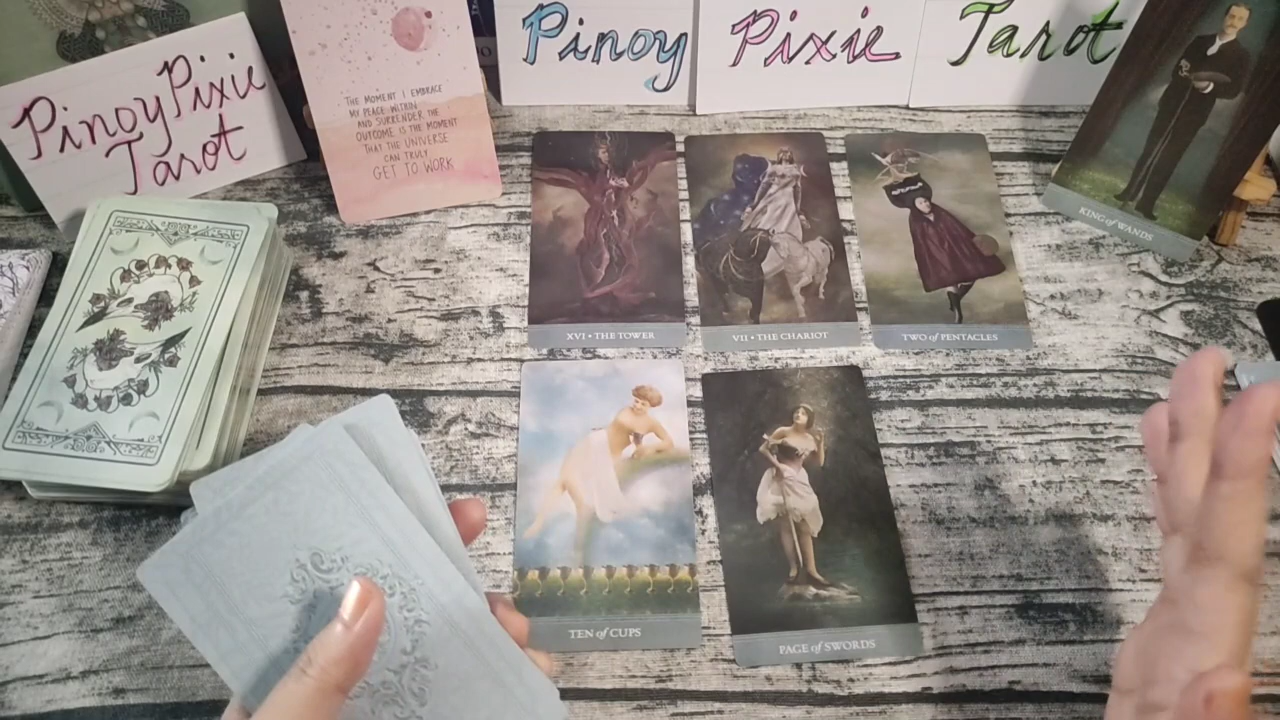 Pinoy Pixie
Tarot
THE MOMENT I EMBRACE
MY PEACE WITHIN
AND SURRENDER THE
OUTCOME IS THE MOMENT
THAT THE UNIVERSE
CAN TRULY
GET TO WORK
Pinoy
Pixie
Tarot
KING of WANDS
XVI • THE TOWER
VII • THE CHARIOT
TWO of PENTACLES
TEN of CUPS
PAGE of SWORDS